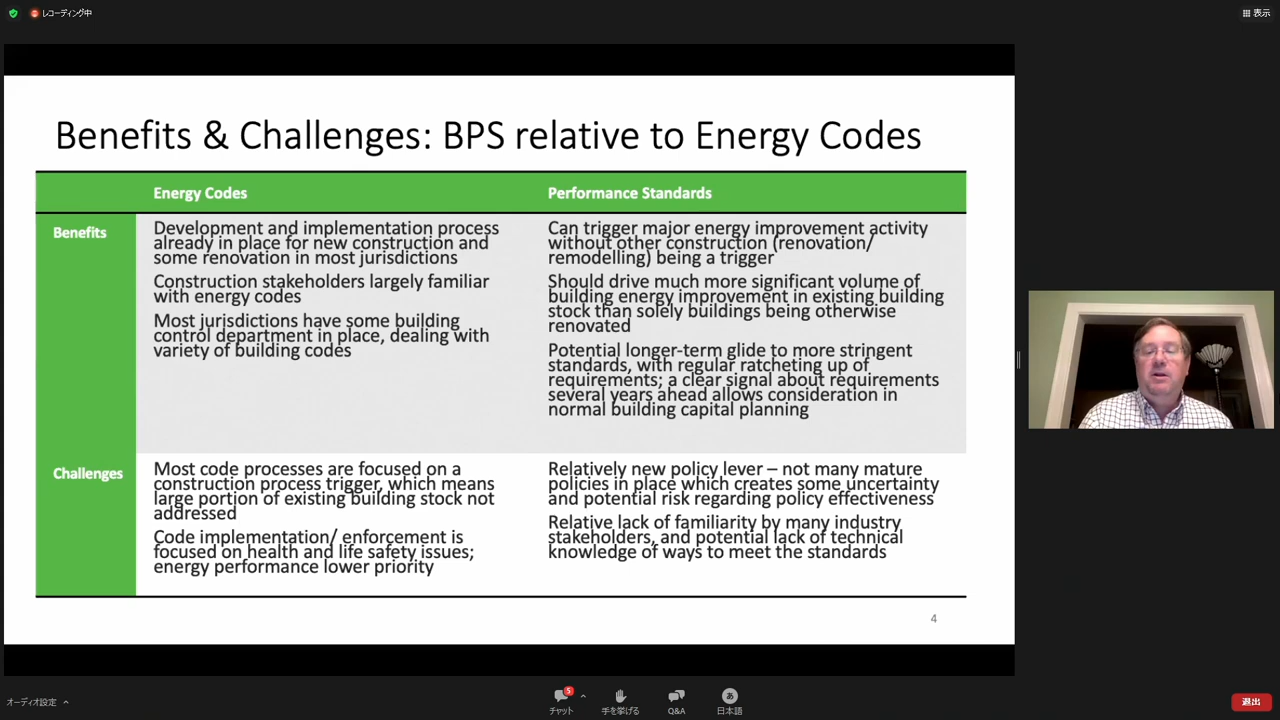 レコーディング中
表示
Benefits & Challenges: BPS relative to Energy Codes
Energy Codes
Performance Standards
Benefits
Development and implementation process
already in place for new construction and
some renovation in most jurisdictions
Construction stakeholders largely familiar
with energy codes
Most jurisdictions have some building
control department in place, dealing with
variety of building codes
Can trigger major energy improvement activity
without other construction (renovation/
remodelling) being a trigger
Should drive much more significant volume of
building energy improvement in existing building
stock than solely buildings being otherwise
renovated
Potential longer-term glide to more stringent
standards, with regular ratcheting up of
requirements; a clear signal about requirements
several years ahead allows consideration in
normal building capital planning
Challenges
Most code processes are focused on a
construction process trigger, which means
large portion of existing building stock not
addressed
Code implementation/ enforcement is
focused on health and life safety issues;
energy performance lower priority
Relatively new policy lever – not many mature
policies in place which creates some uncertainty
and potential risk regarding policy effectiveness
Relative lack of familiarity by many industry
stakeholders, and potential lack of technical
knowledge of ways to meet the standards
4
オーディオ設定
5
チャット
手を挙げる
Q&A
あ
日本語
退出